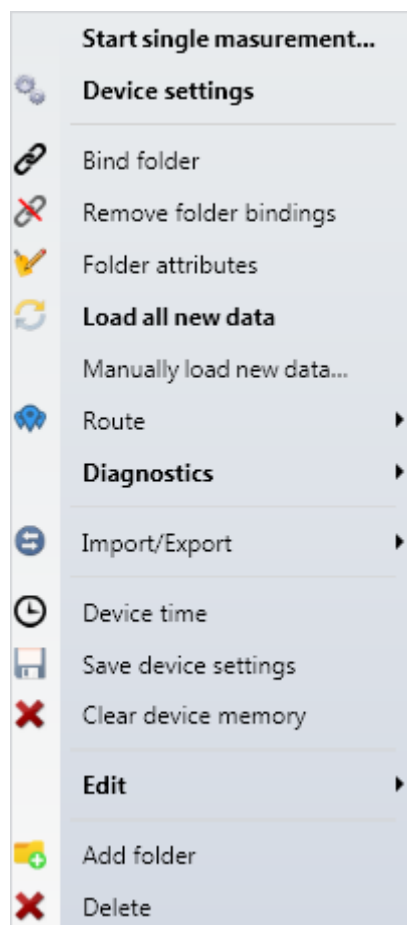 Start single masurement...
Device settings
Bind folder
Remove folder bindings
Folder attributes
Load all new data
Manually load new data...
Route
Diagnostics
Import/Export
Device time
Save device settings
Clear device memory
Edit
Add folder
Delete